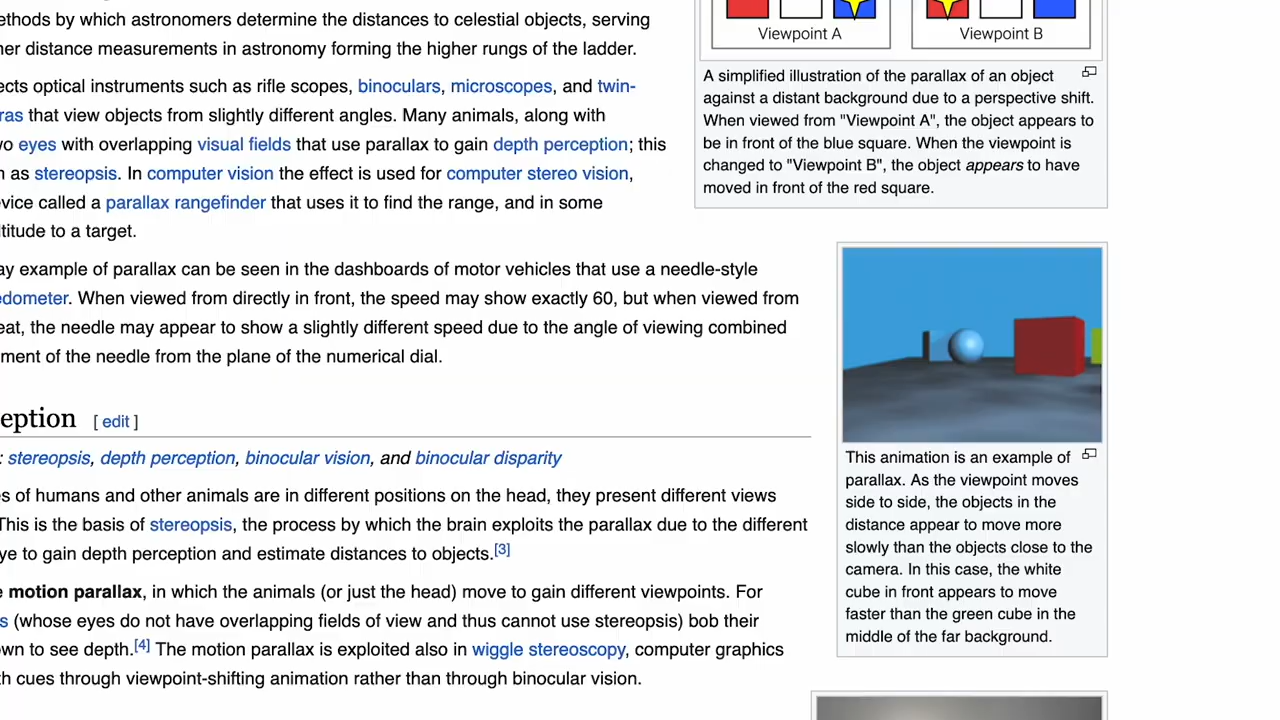 ethods by which astronomers determine the distances to celestial objects, serving
her distance measurements in astronomy forming the higher rungs of the ladder.
ects optical instruments such as rifle scopes, binoculars, microscopes, and twin-
ras that view objects from slightly different angles. Many animals, along with
vo eyes with overlapping visual fields that use parallax to gain depth perception; this
n as stereopsis. In computer vision the effect is used for computer stereo vision,
vice called a parallax rangefinder that uses it to find the range, and in some
titude to a target.
ay example of parallax can be seen in the dashboards of motor vehicles that use a needle-style
edometer. When viewed from directly in front, the speed may show exactly 60, but when viewed from
eat, the needle may appear to show a slightly different speed due to the angle of viewing combined
ment of the needle from the plane of the numerical dial.
eption [ edit ]
: stereopsis, depth perception, binocular vision, and binocular disparity
es of humans and other animals are in different positions on the head, they present different views
This is the basis of stereopsis, the process by which the brain exploits the parallax due to the different
ye to gain depth perception and estimate distances to objects.[3]
e motion parallax, in which the animals (or just the head) move to gain different viewpoints. For
s (whose eyes do not have overlapping fields of view and thus cannot use stereopsis) bob their
own to see depth.[4] The motion parallax is exploited also in wiggle stereoscopy, computer graphics
th cues through viewpoint-shifting animation rather than through binocular vision.
Viewpoint A
Viewpoint B
A simplified illustration of the parallax of an object
against a distant background due to a perspective shift.
When viewed from "Viewpoint A", the object appears to
be in front of the blue square. When the viewpoint is
changed to "Viewpoint B", the object appears to have
moved in front of the red square.
This animation is an example of
parallax. As the viewpoint moves
side to side, the objects in the
distance appear to move more
slowly than the objects close to the
camera. In this case, the white
cube in front appears to move
faster than the green cube in the
middle of the far background.